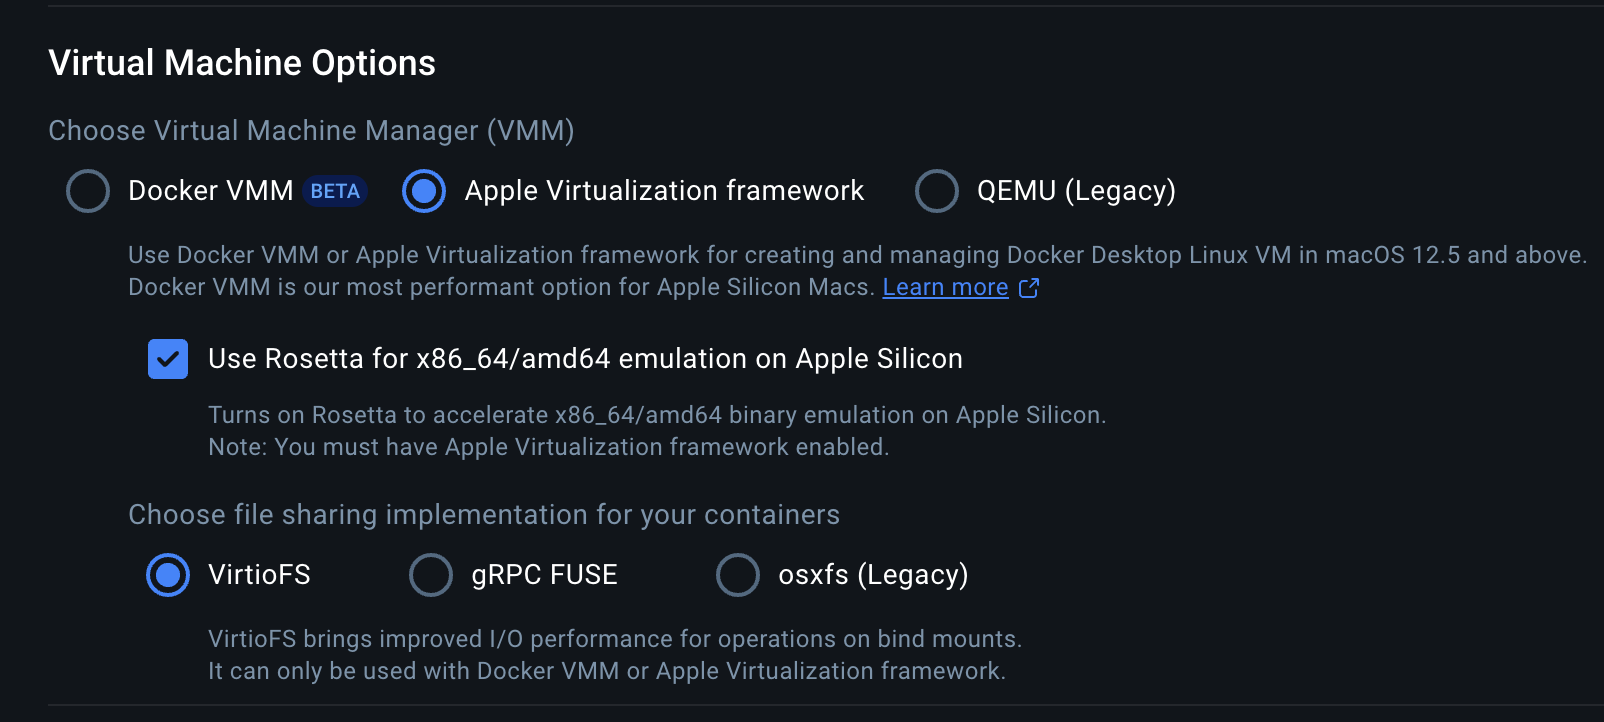 Virtual Machine Options
Choose Virtual Machine Manager (VMM)
Docker VMM BETA Apple Virtualization framework QEMU (Legacy)
Use Docker VMM or Apple Virtualization framework for creating and managing Docker Desktop Linux VM in macOS 12.5 and above.
Docker VMM is our most performant option for Apple Silicon Macs. Learn more
Use Rosetta for x86_64/amd64 emulation on Apple Silicon
Turns on Rosetta to accelerate x86_64/amd64 binary emulation on Apple Silicon.
Note: You must have Apple Virtualization framework enabled.
Choose file sharing implementation for your containers
VirtioFS gRPC FUSE osxfs (Legacy)
VirtioFS brings improved I/O performance for operations on bind mounts.
It can only be used with Docker VMM or Apple Virtualization framework.